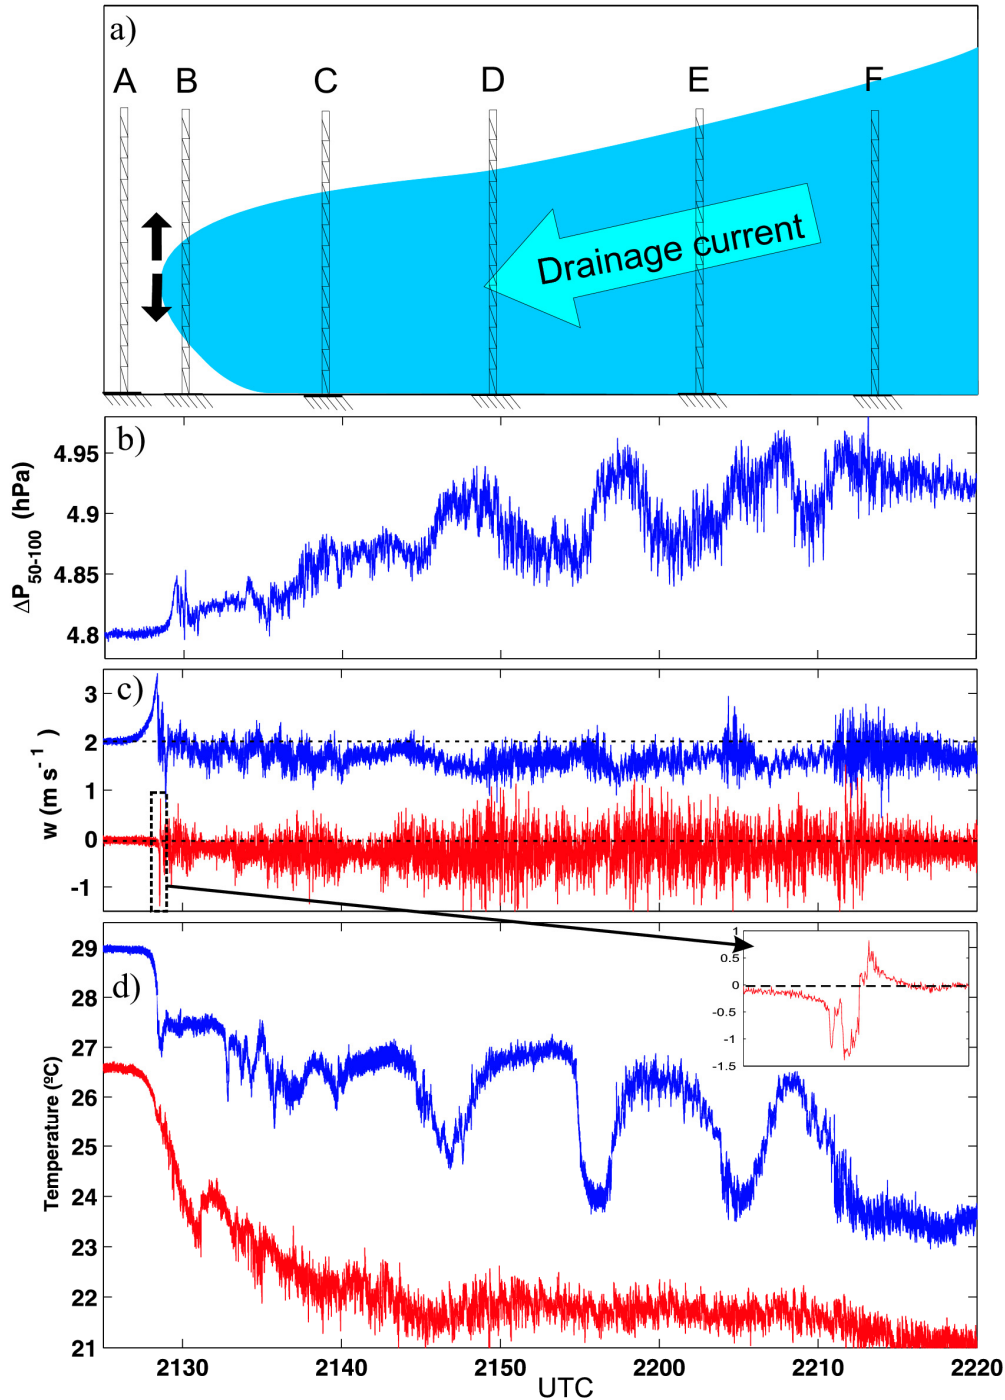 a)
A B C D E F
Drainage current
b)
4.95
4.9
4.85
4.8
ΔP50-100 (hPa)
c)
3
2
1
0
-1
w (m s-1)
d)
29
28
27
26
25
24
23
22
21
Temperature (ºC)
1
0.5
0
-0.5
-1
-1.5
2130 2140 2150 2200 2210 2220
UTC